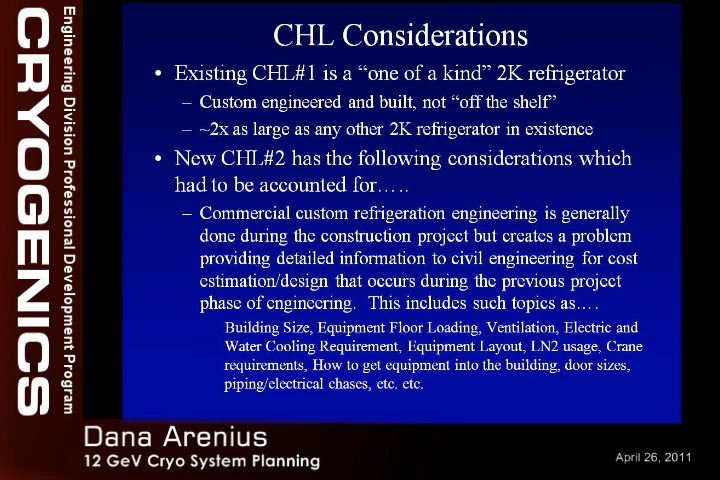 CRYOGENICS
Engineering Division Professional Development Program
CHL Considerations
• Existing CHL#1 is a “one of a kind” 2K refrigerator
– Custom engineered and built, not “off the shelf”
– ~2x as large as any other 2K refrigerator in existence
• New CHL#2 has the following considerations which
had to be accounted for…..
– Commercial custom refrigeration engineering is generally
done during the construction project but creates a problem
providing detailed information to civil engineering for cost
estimation/design that occurs during the previous project
phase of engineering.  This includes such topics as….
Building Size, Equipment Floor Loading, Ventilation, Electric and
Water Cooling Requirement, Equipment Layout, LN2 usage, Crane
requirements, How to get equipment into the building, door sizes,
piping/electrical chases, etc. etc.
Dana Arenius
12 GeV Cryo System Planning
April 26, 2011